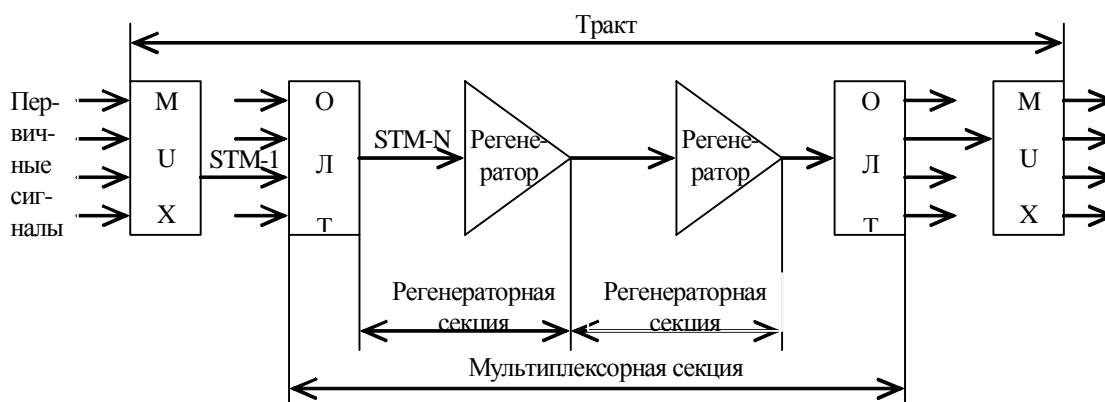 Тракт
Пер-
вич-
ные
сиг-
налы
М
U
X
STM-1
О
Л
Т
STM-N
Регене-
ратор
Регене-
ратор
О
Л
Т
М
U
X
Регенераторная
секция
Регенераторная
секция
Мультиплексорная секция